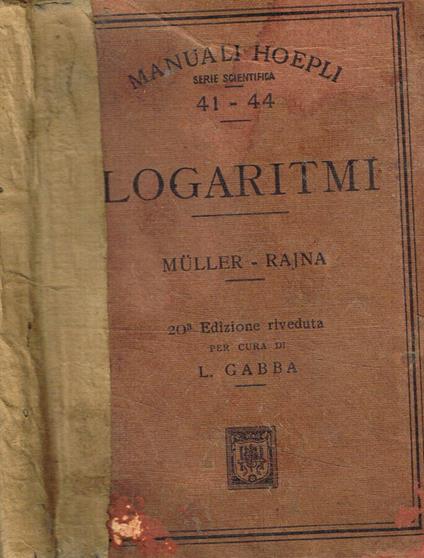 MANUALI HOEPLI
SERIE SCIENTIFICA
41 - 44
LOGARITMI
MÜLLER - RAJNA
20ª Edizione riveduta
PER CURA DI
L. GABBA